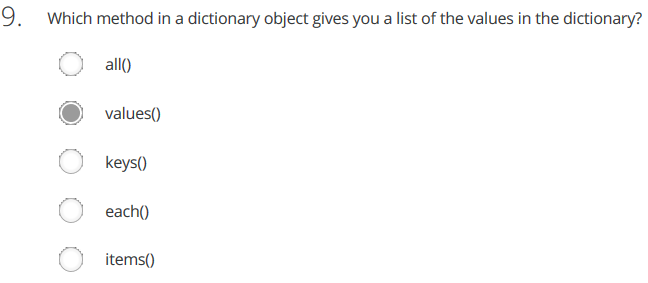 9. Which method in a dictionary object gives you a list of the values in the dictionary?
all()
values()
keys()
each()
items()